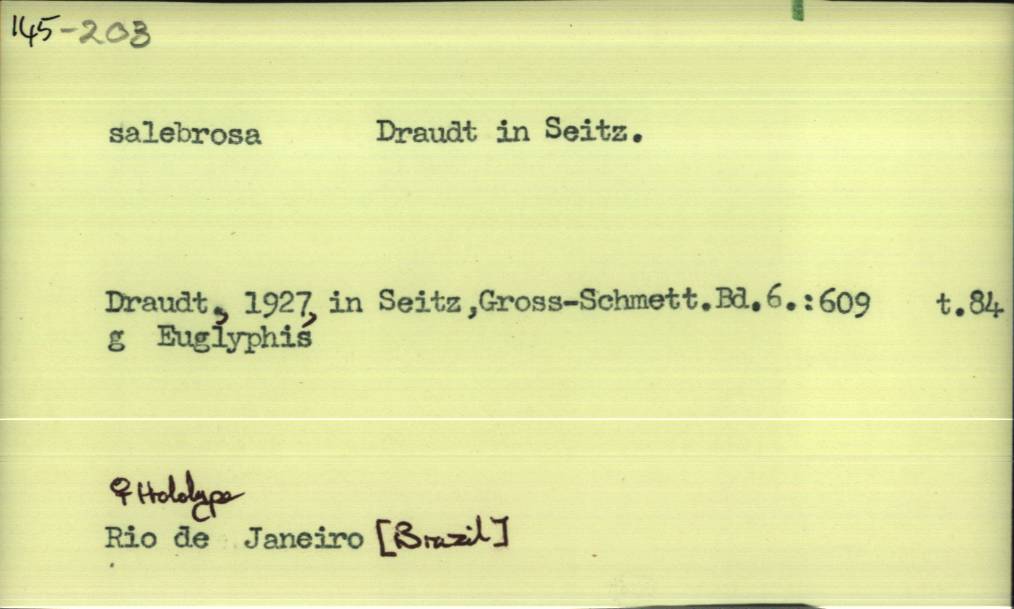 145-203
salebrosa Draudt in Seitz.
Draudt, 1927, in Seitz,Gross-Schmett.Bd.6.:609 t.84
g Euglyphis
♀ Holotype
Rio de Janeiro [Brazil]